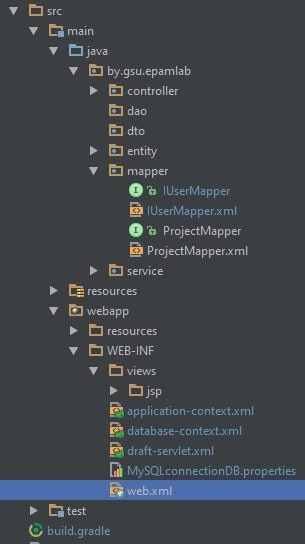 src
main
java
by.gsu.epamlab
controller
dao
dto
entity
mapper
IUserMapper
IUserMapper.xml
ProjectMapper
ProjectMapper.xml
service
resources
webapp
resources
WEB-INF
views
jsp
application-context.xml
database-context.xml
draft-servlet.xml
MySQLconnectionDB.properties
web.xml
test
build.gradle